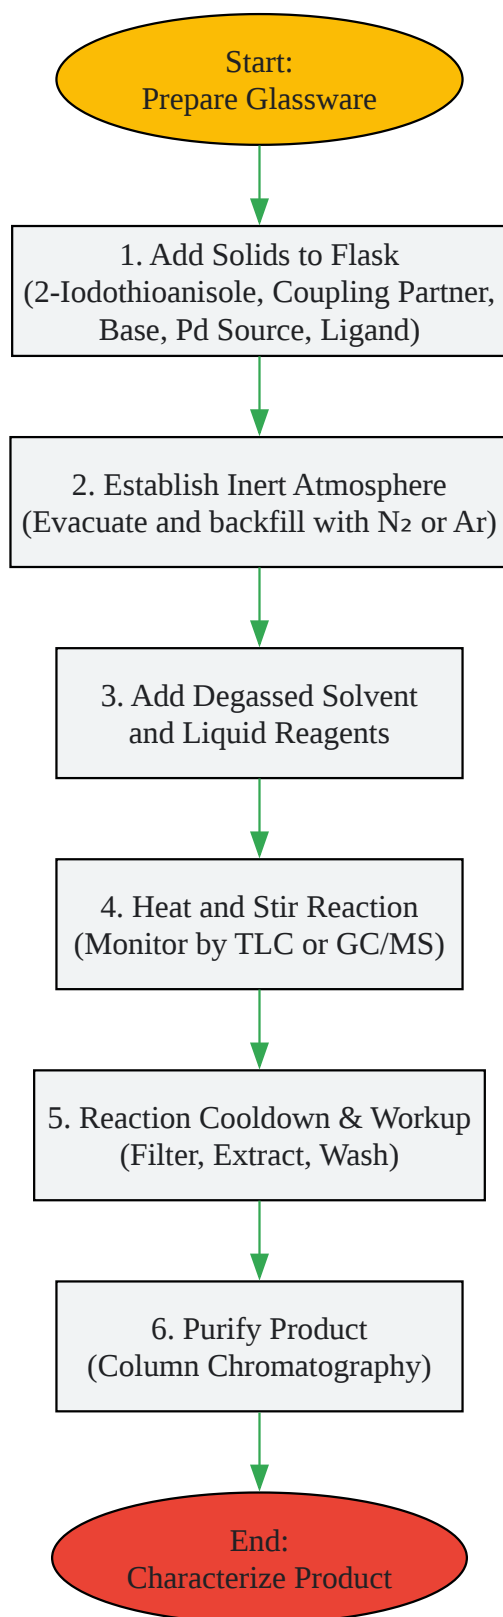 Start:
Prepare Glassware
1. Add Solids to Flask
(2-Iodothioanisole, Coupling Partner,
Base, Pd Source, Ligand)
2. Establish Inert Atmosphere
(Evacuate and backfill with N₂ or Ar)
3. Add Degassed Solvent
and Liquid Reagents
4. Heat and Stir Reaction
(Monitor by TLC or GC/MS)
5. Reaction Cooldown & Workup
(Filter, Extract, Wash)
6. Purify Product
(Column Chromatography)
End:
Characterize Product